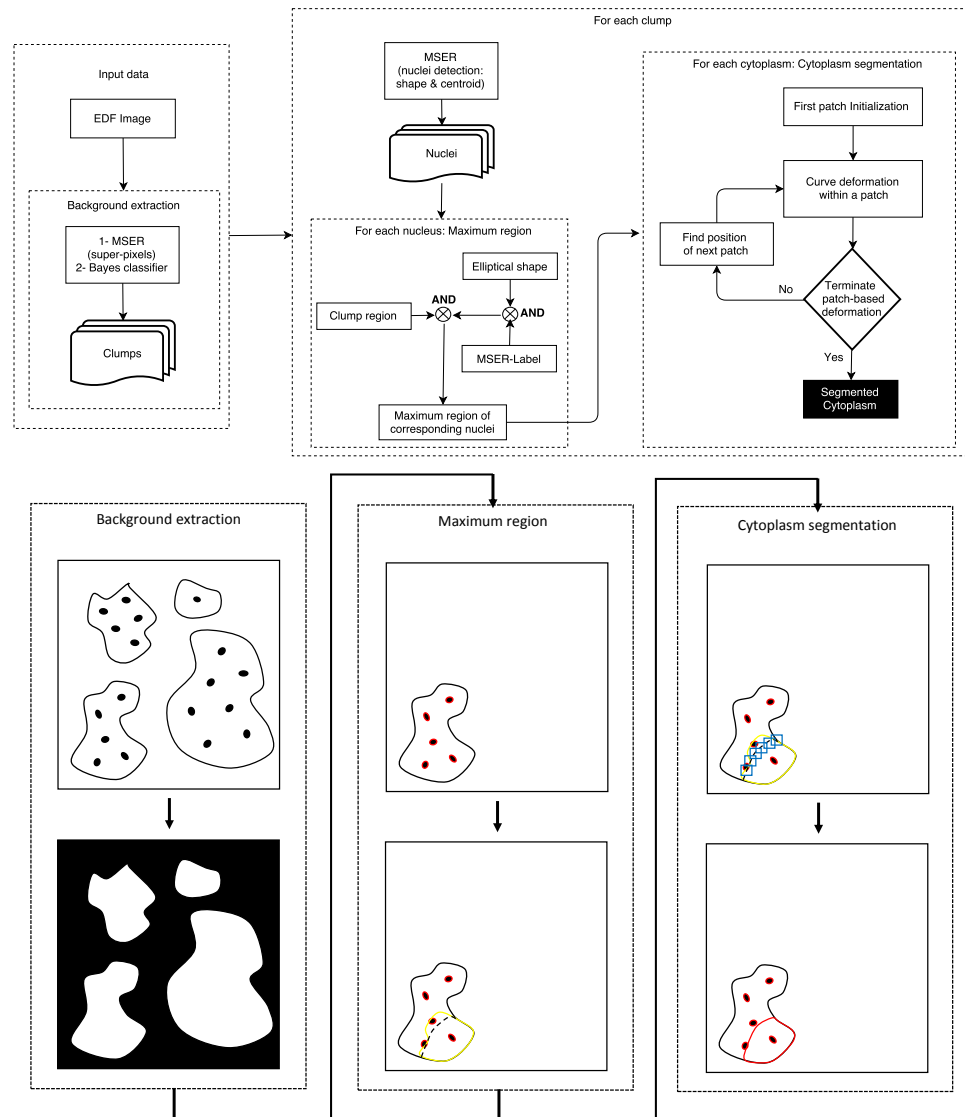 For each clump
Input data
EDF Image
Background extraction
1- MSER
(super-pixels)
2- Bayes classifier
Clumps
MSER
(nuclei detection:
shape & centroid)
Nuclei
For each nucleus: Maximum region
Elliptical shape
AND
Clump region
AND
MSER-Label
Maximum region of
corresponding nuclei
For each cytoplasm: Cytoplasm segmentation
First patch Initialization
Curve deformation
within a patch
Find position
of next patch
No
Terminate
patch-based
deformation
Yes
Segmented
Cytoplasm
Background extraction
Maximum region
Cytoplasm segmentation